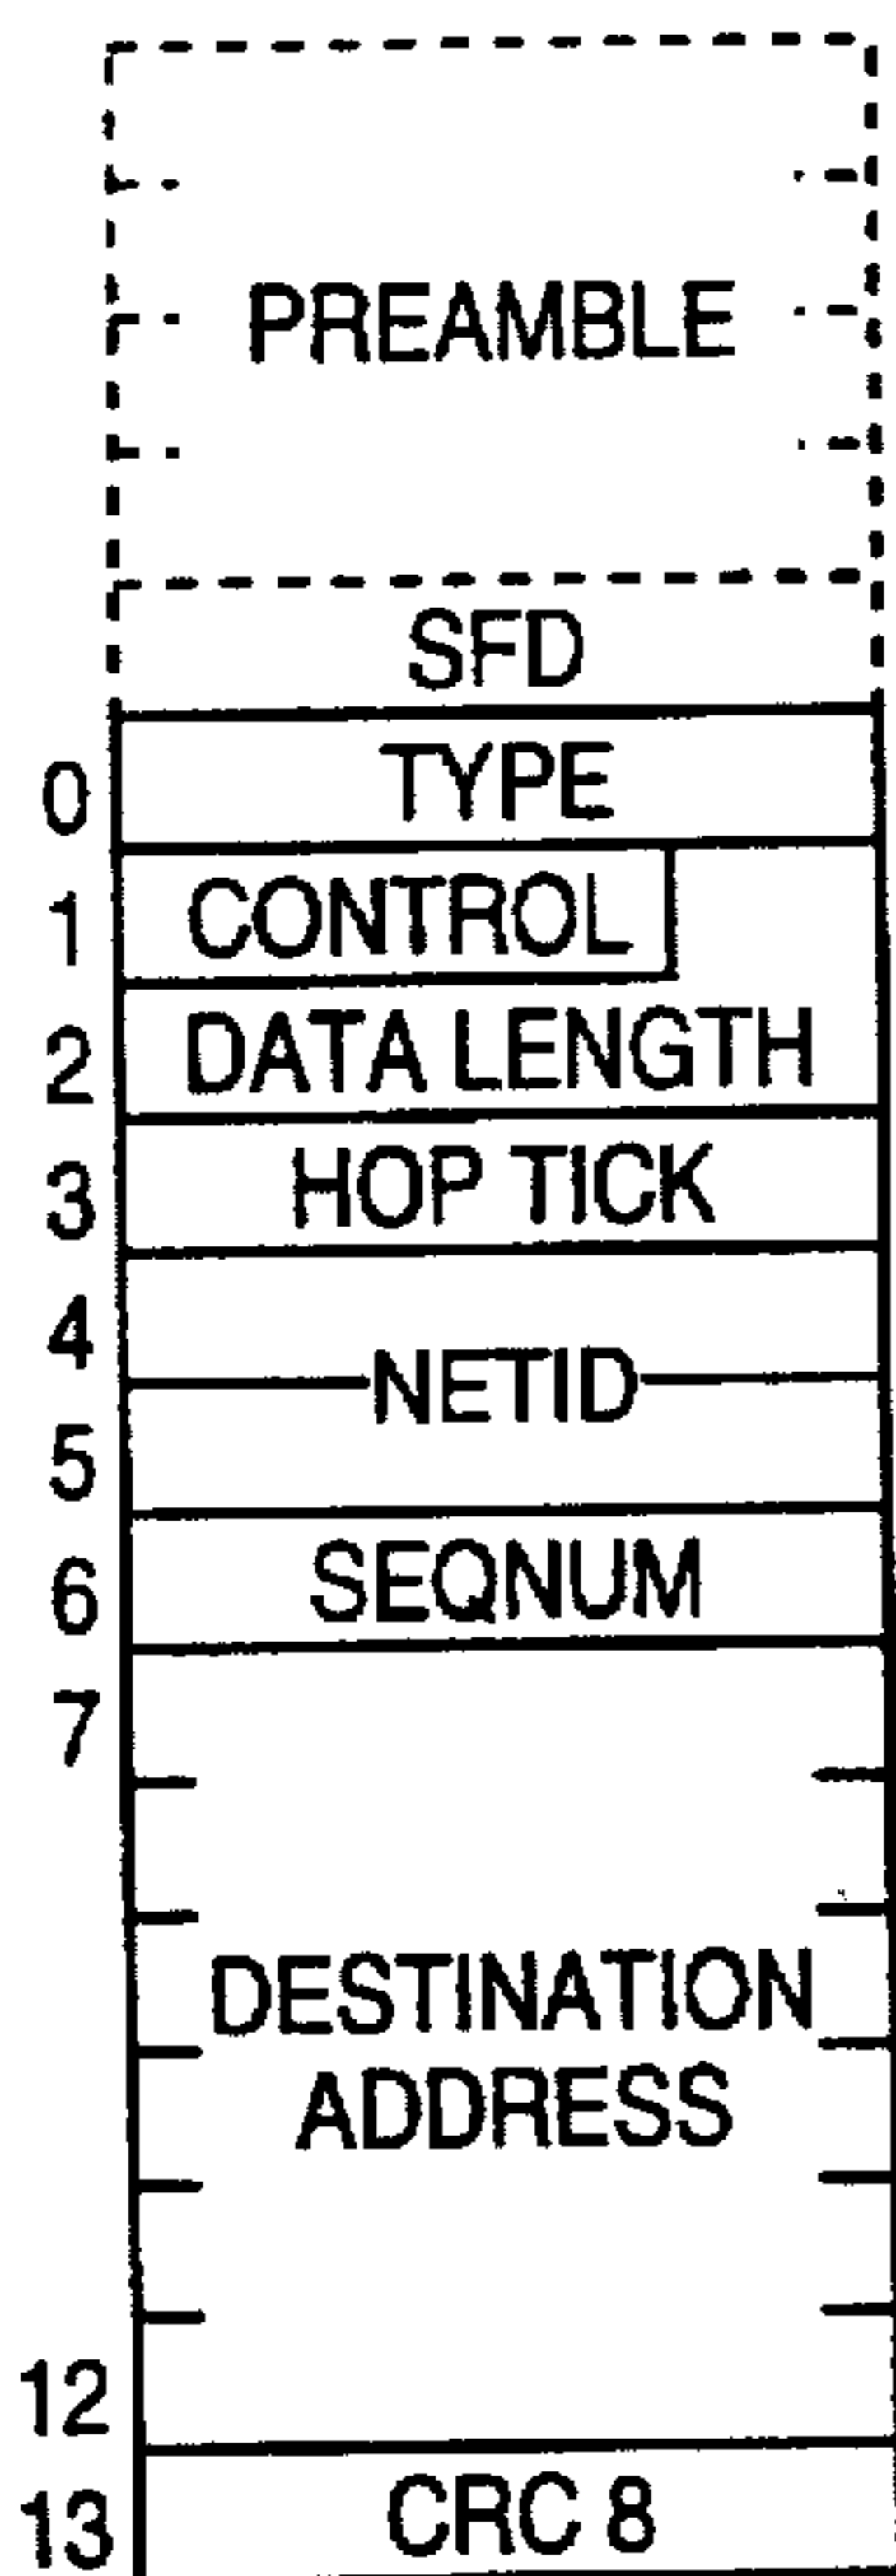 PREAMBLE
SFD
0 TYPE
1 CONTROL
2 DATA LENGTH
3 HOP TICK
4
NETID
5
6 SEQNUM
7
DESTINATION
ADDRESS
12
13 CRC 8